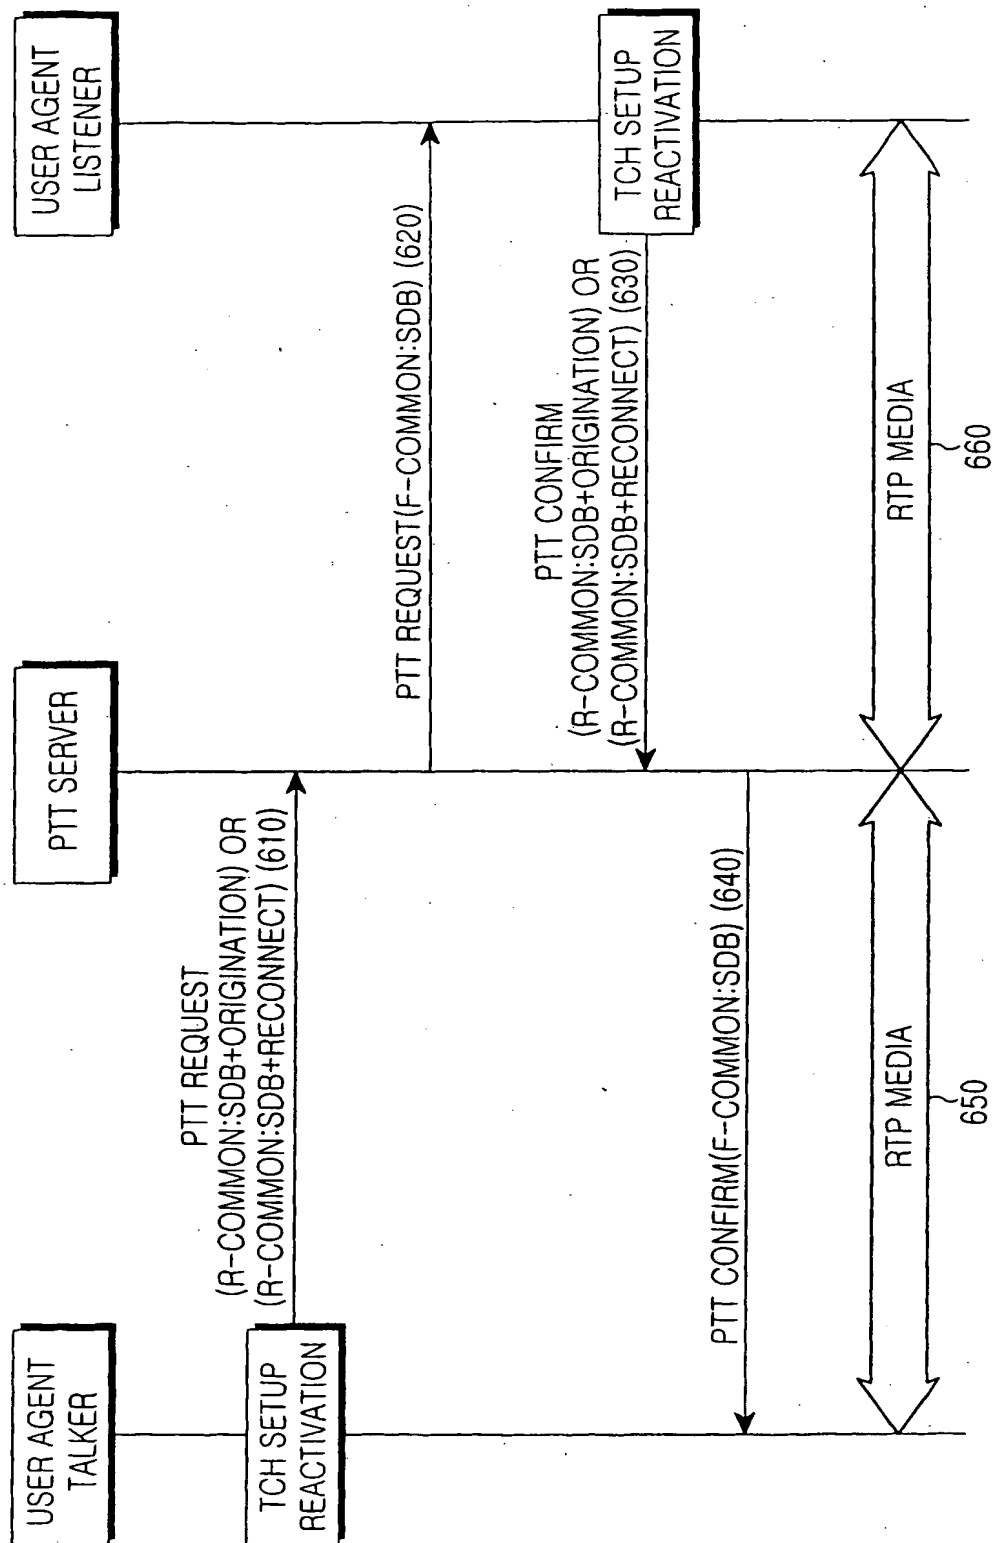 USER AGENT
TALKER
PTT SERVER
USER AGENT
LISTENER
TCH SETUP
REACTIVATION
PTT REQUEST
(R-COMMON:SDB+ORIGINATION) OR
(R-COMMON:SDB+RECONNECT) (610)
PTT REQUEST(F-COMMON:SDB) (620)
TCH SETUP
REACTIVATION
PTT CONFIRM
(R-COMMON:SDB+ORIGINATION) OR
(R-COMMON:SDB+RECONNECT) (630)
PTT CONFIRM(F-COMMON:SDB) (640)
RTP MEDIA
650
RTP MEDIA
660